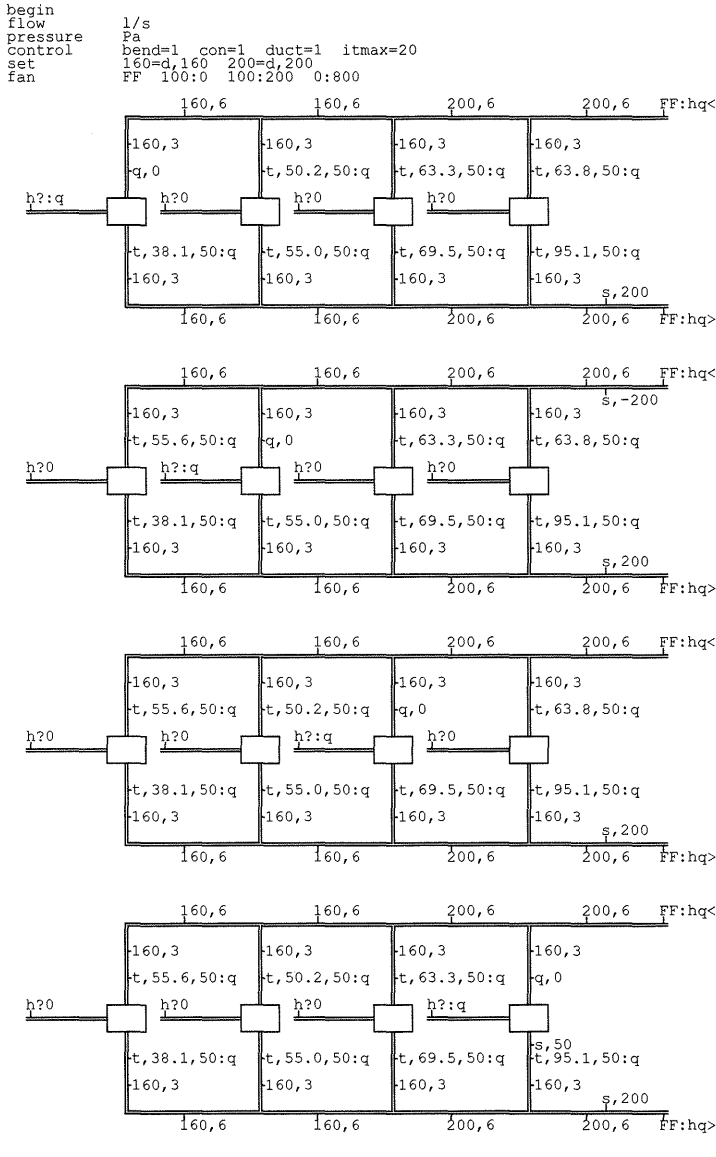 begin
flow l/s
pressure Pa
control bend=1 con=1 duct=1 itmax=20
set 160=d,160 200=d,200
fan FF 100:0 100:200 0:800
160,6 160,6 200,6 200,6 FF:hq<
160,3 160,3 160,3 160,3
q,0 t,50.2,50:q t,63.3,50:q t,63.8,50:q
h?:q h?0 h?0 h?0
t,38.1,50:q t,55.0,50:q t,69.5,50:q t,95.1,50:q
160,3 160,3 160,3 160,3
s,200
160,6 160,6 200,6 200,6 FF:hq>
160,6 160,6 200,6 200,6 FF:hq<
s,-200
160,3 160,3 160,3 160,3
t,55.6,50:q q,0 t,63.3,50:q t,63.8,50:q
h?0 h?:q h?0 h?0
t,38.1,50:q t,55.0,50:q t,69.5,50:q t,95.1,50:q
160,3 160,3 160,3 160,3
s,200
160,6 160,6 200,6 200,6 FF:hq>
160,6 160,6 200,6 200,6 FF:hq<
160,3 160,3 160,3 160,3
t,55.6,50:q t,50.2,50:q q,0 t,63.8,50:q
h?0 h?0 h?:q h?0
t,38.1,50:q t,55.0,50:q t,69.5,50:q t,95.1,50:q
160,3 160,3 160,3 160,3
s,200
160,6 160,6 200,6 200,6 FF:hq>
160,6 160,6 200,6 200,6 FF:hq<
160,3 160,3 160,3 160,3
t,55.6,50:q t,50.2,50:q t,63.3,50:q q,0
h?0 h?0 h?0 h?:q
s,50
t,38.1,50:q t,55.0,50:q t,69.5,50:q t,95.1,50:q
160,3 160,3 160,3 160,3
s,200
160,6 160,6 200,6 200,6 FF:hq>